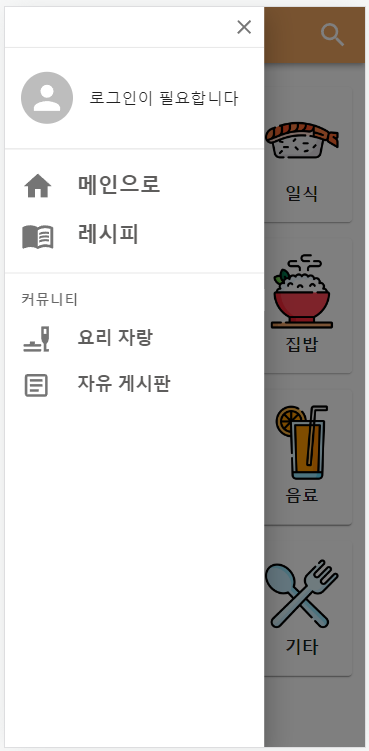 로그인이 필요합니다
메인으로
레시피
커뮤니티
요리 자랑
자유 게시판
일식
집밥
음료
기타